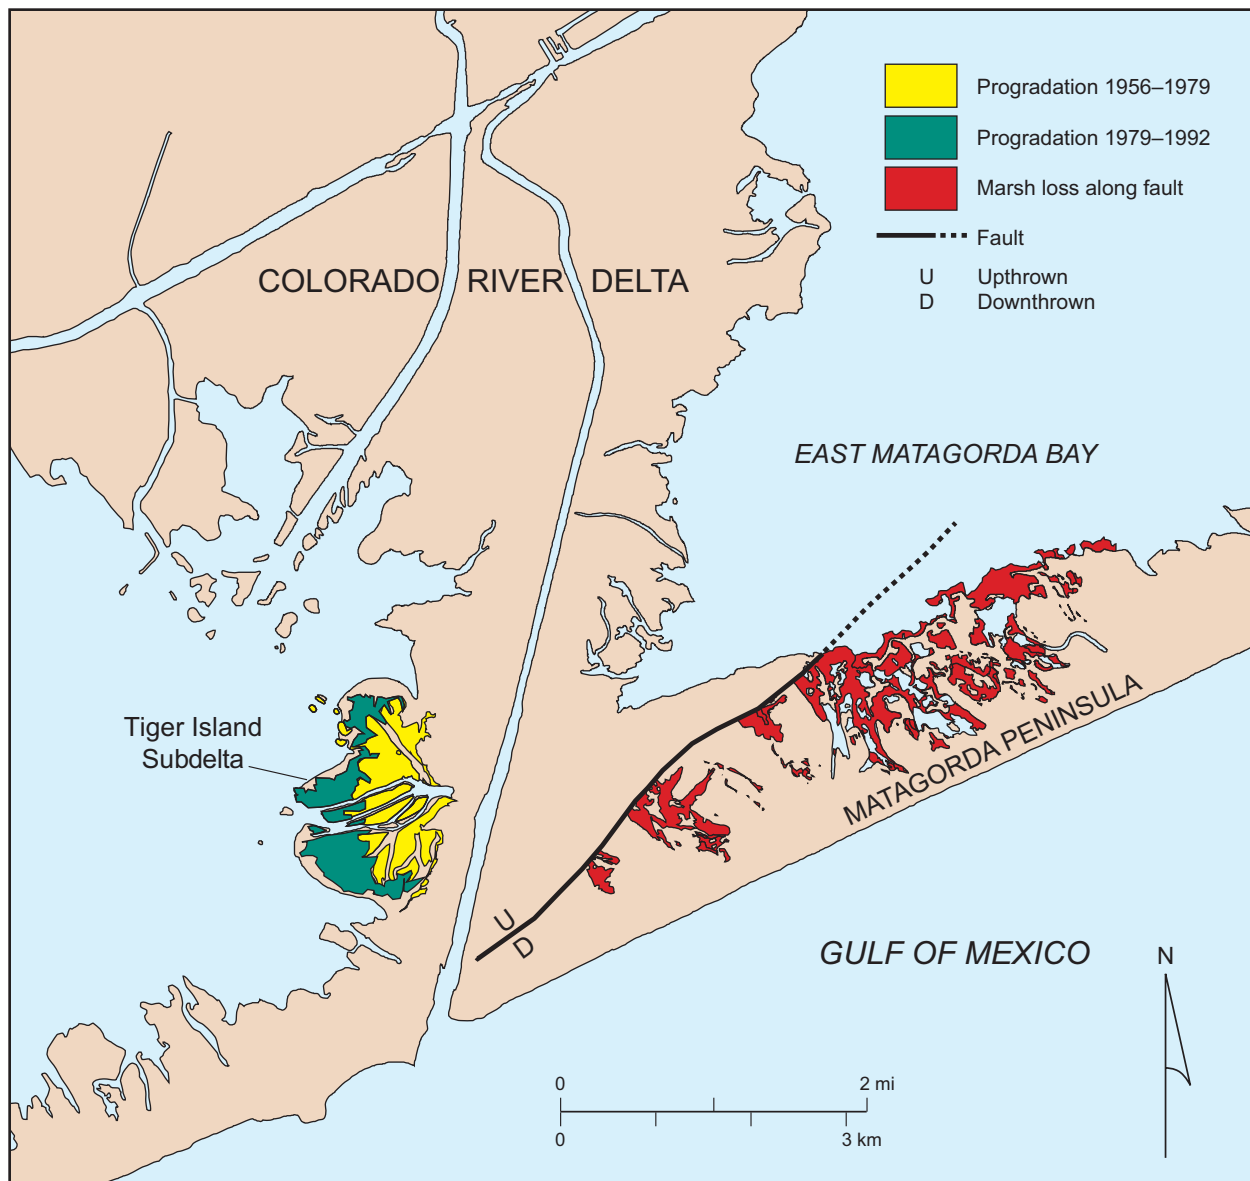 Progradation 1956–1979
Progradation 1979–1992
Marsh loss along fault
Fault
U Upthrown
D Downthrown
COLORADO RIVER DELTA
EAST MATAGORDA BAY
Tiger Island
Subdelta
MATAGORDA PENINSULA
U
D
GULF OF MEXICO
N
0 2 mi
0 3 km